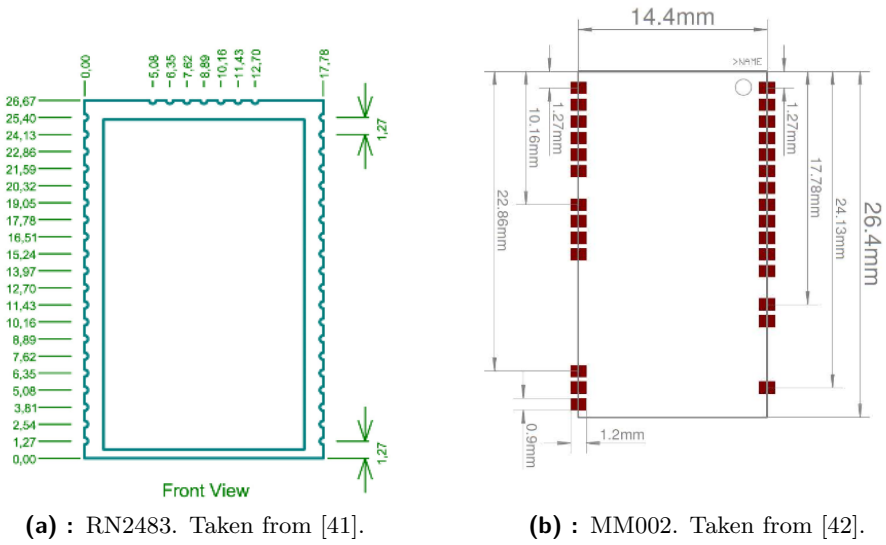 0,00
5,08
6,35
7,62
8,89
10,16
11,43
12,70
17,78
26,67
25,40
24,13
22,86
21,59
20,32
19,05
17,78
16,51
15,24
13,97
12,70
11,43
10,16
8,89
7,62
6,35
5,08
3,81
2,54
1,27
0,00
1,27
1,27
Front View
(a) : RN2483. Taken from [41].
14.4mm
>NAME
1.27mm
10.16mm
22.86mm
1.27mm
17.78mm
24.13mm
26.4mm
0.9mm
1.2mm
(b) : MM002. Taken from [42].